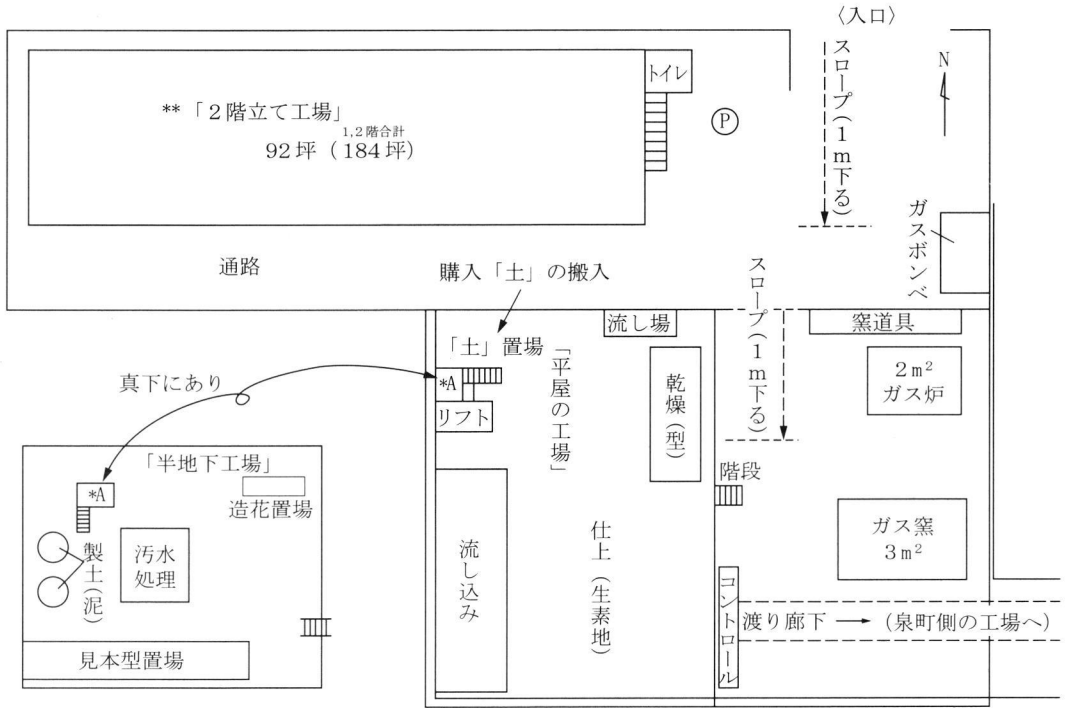 〈入口〉
N
トイレ
**「2階立て工場」
1,2階合計
92坪(184坪)
P
スロープ(1m下る)
ガスボンベ
通路
購入「土」の搬入
スロープ(1m下る)
流し場
窯道具
「土」置場
「平屋の工場」
乾燥(型)
2m²
ガス炉
真下にあり
*A
リフト
階段
「半地下工場」
*A
造花置場
製土(泥)
汚水
処理
流し込み
仕上(生素地)
ガス窯
3m²
コントロール
渡り廊下 → (泉町側の工場へ)
見本型置場